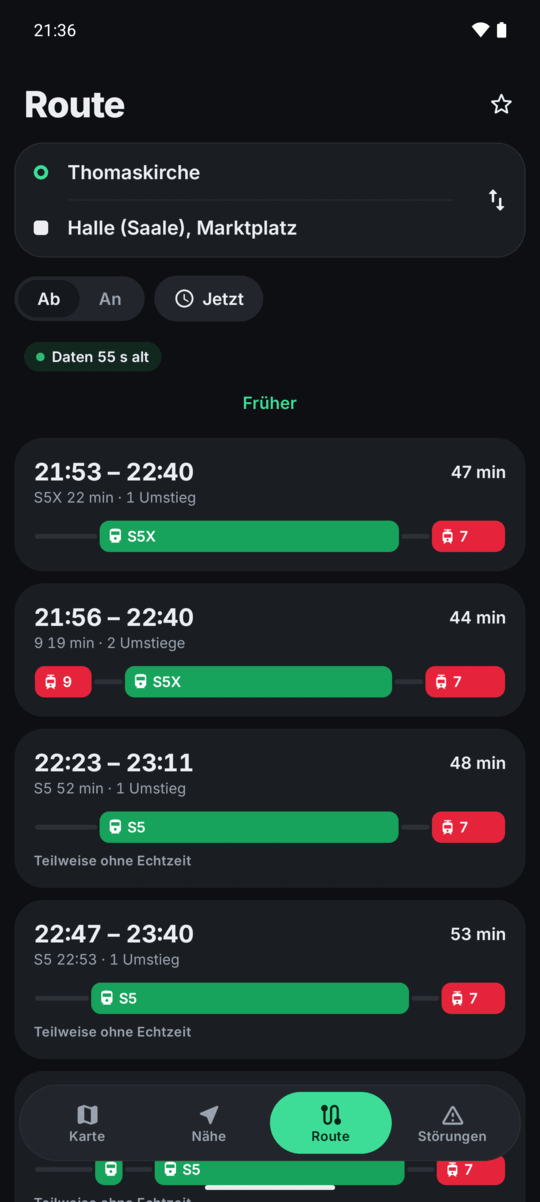 21:36
Route
Thomaskirche
Halle (Saale), Marktplatz
Ab An Jetzt
Daten 55 s alt
Früher
21:53 – 22:40 47 min
S5X 22 min · 1 Umstieg
S5X 7
21:56 – 22:40 44 min
9 19 min · 2 Umstiege
9 S5X 7
22:23 – 23:11 48 min
S5 52 min · 1 Umstieg
S5 7
Teilweise ohne Echtzeit
22:47 – 23:40 53 min
S5 22:53 · 1 Umstieg
S5 7
Teilweise ohne Echtzeit
Karte Nähe Route Störungen
S5 7
Teilweise ohne Echtzeit